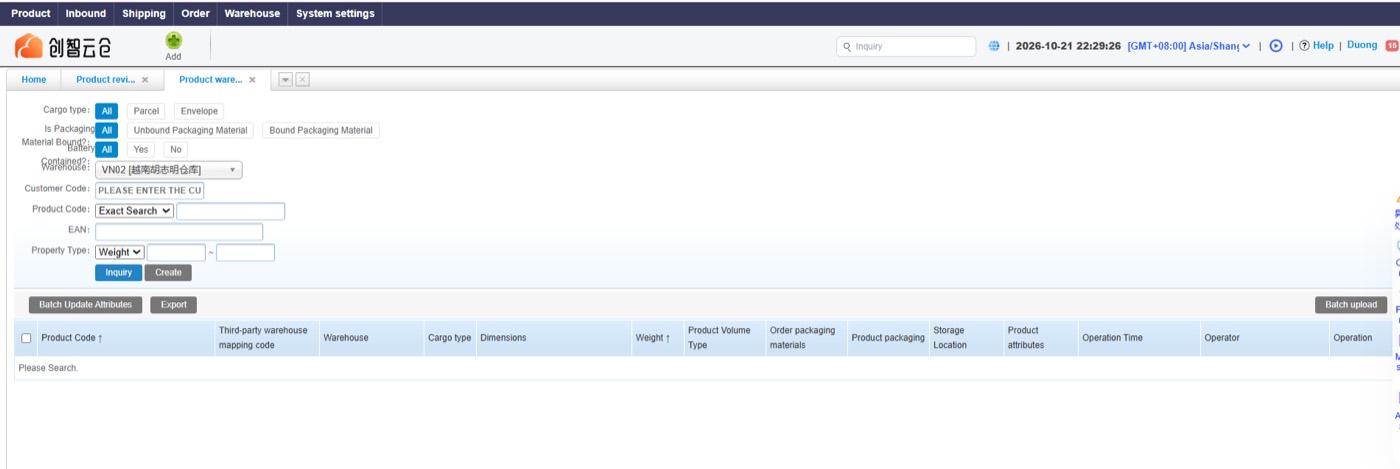 Product Inbound Shipping Order Warehouse System settings
创智云仓
Add
Inquiry
| 2026-10-21 22:29:26 [GMT+08:00] Asia/Shang | | Help | Duong 15
Home Product revi... Product ware...
Cargo type: All Parcel Envelope
Is Packaging Material Bound?: All Unbound Packaging Material Bound Packaging Material
Battery Contained?: All Yes No
Warehouse: VN02 [越南胡志明仓库]
Customer Code: PLEASE ENTER THE CU
Product Code: Exact Search
EAN:
Property Type: Weight ~
Inquiry Create
Batch Update Attributes Export Batch upload
Product Code ↑ Third-party warehouse mapping code Warehouse Cargo type Dimensions Weight ↑ Product Volume Type Order packaging materials Product packaging Storage Location Product attributes Operation Time Operator Operation
Please Search.